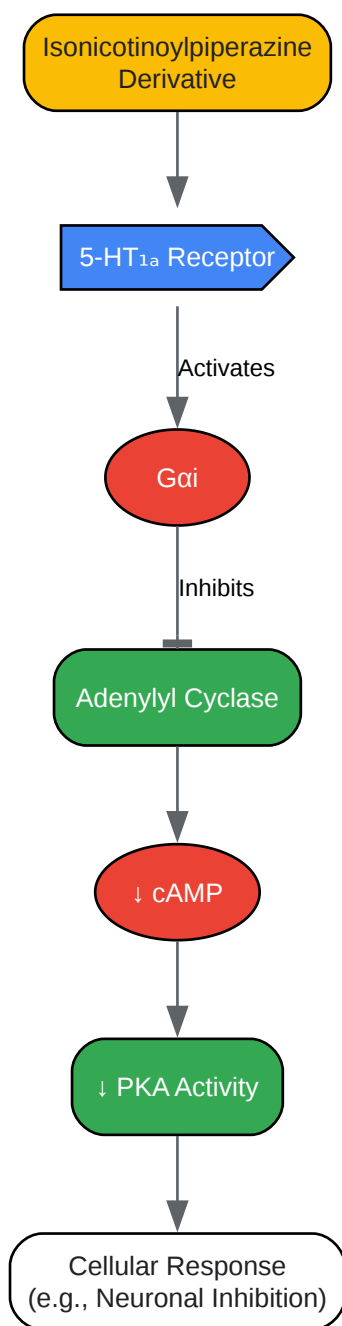 Isonicotinoylpiperazine
Derivative
5-HT₁ₐ Receptor
Activates
Gαi
Inhibits
Adenylyl Cyclase
↓ cAMP
↓ PKA Activity
Cellular Response
(e.g., Neuronal Inhibition)